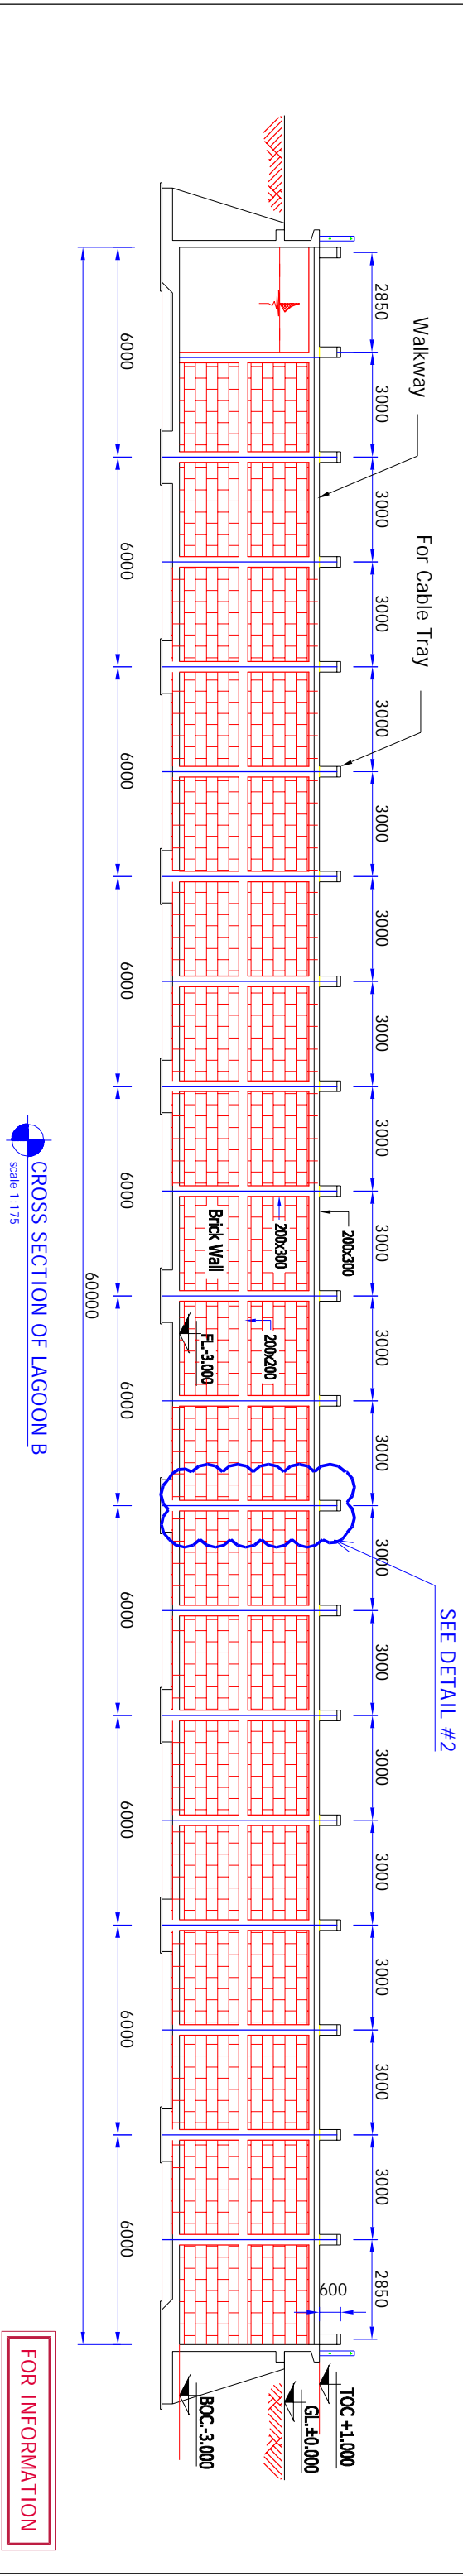 SEE DETAIL #2
Walkway
For Cable Tray
2850 3000 3000 3000 3000 3000 3000 3000 3000 3000 3000 3000 3000 3000 3000 3000 3000 3000 3000 2850
600
200x300
TOC +1.000
200x300
200x200
GL.±0.000
Brick Wall
FL.-3.000
BOC.-3.000
6000 6000 6000 6000 6000 6000 6000 6000 6000 6000
60000
CROSS SECTION OF LAGOON B
scale 1:175
FOR INFORMATION